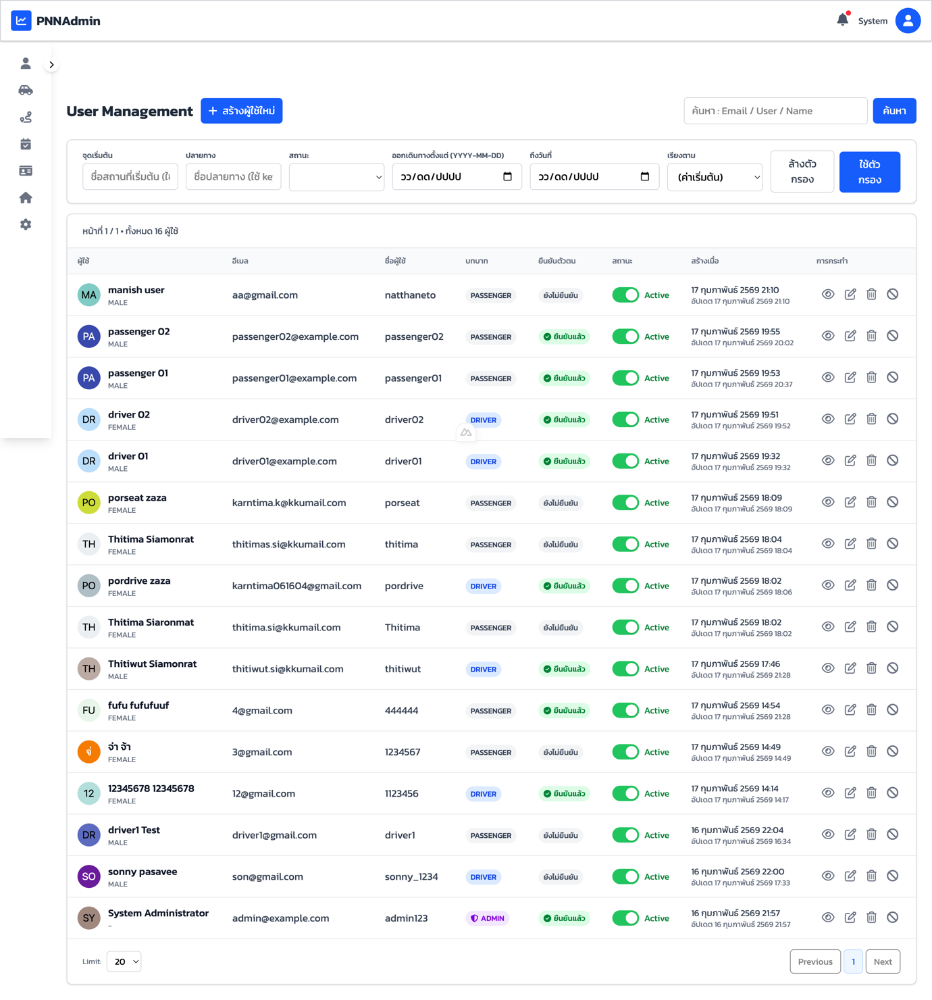 PNNAdmin
System
User Management
+ สร้างผู้ใช้ใหม่
ค้นหา : Email / User / Name
ค้นหา
จุดเริ่มต้น
ปลายทาง
สถานะ
ออกเดินทางตั้งแต่ (YYYY-MM-DD)
ถึงวันที่
เรียงตาม
ชื่อสถานที่เริ่มต้น (ใช้
ชื่อปลายทาง (ใช้ ke
วว/ดด/ปปปป
วว/ดด/ปปปป
(ค่าเริ่มต้น)
ล้างตัว
กรอง
ใช้ตัว
กรอง
หน้าที่ 1 / 1 • ทั้งหมด 16 ผู้ใช้
ผู้ใช้ อีเมล ชื่อผู้ใช้ บทบาท ยืนยันตัวตน สถานะ สร้างเมื่อ การกระทำ
MA manish user aa@gmail.com natthaneto PASSENGER ยังไม่ยืนยัน Active 17 กุมภาพันธ์ 2569 21:10
MALE อัปเดต 17 กุมภาพันธ์ 2569 21:10
PA passenger 02 passenger02@example.com passenger02 PASSENGER ยืนยันแล้ว Active 17 กุมภาพันธ์ 2569 19:55
MALE อัปเดต 17 กุมภาพันธ์ 2569 20:02
PA passenger 01 passenger01@example.com passenger01 PASSENGER ยืนยันแล้ว Active 17 กุมภาพันธ์ 2569 19:53
MALE อัปเดต 17 กุมภาพันธ์ 2569 20:37
DR driver 02 driver02@example.com driver02 DRIVER ยืนยันแล้ว Active 17 กุมภาพันธ์ 2569 19:51
FEMALE อัปเดต 17 กุมภาพันธ์ 2569 19:52
DR driver 01 driver01@example.com driver01 DRIVER ยืนยันแล้ว Active 17 กุมภาพันธ์ 2569 19:32
MALE อัปเดต 17 กุมภาพันธ์ 2569 19:32
PO porseat zaza karntima.k@kkumail.com porseat PASSENGER ยังไม่ยืนยัน Active 17 กุมภาพันธ์ 2569 18:09
FEMALE อัปเดต 17 กุมภาพันธ์ 2569 18:09
TH Thitima Siamonrat thitimas.si@kkumail.com thitima PASSENGER ยังไม่ยืนยัน Active 17 กุมภาพันธ์ 2569 18:04
FEMALE อัปเดต 17 กุมภาพันธ์ 2569 18:04
PO pordrive zaza karntima061604@gmail.com pordrive DRIVER ยืนยันแล้ว Active 17 กุมภาพันธ์ 2569 18:02
FEMALE อัปเดต 17 กุมภาพันธ์ 2569 18:06
TH Thitima Siaronmat thitima.si@kkumail.com Thitima PASSENGER ยังไม่ยืนยัน Active 17 กุมภาพันธ์ 2569 18:02
FEMALE อัปเดต 17 กุมภาพันธ์ 2569 18:02
TH Thitiwut Siamonrat thitiwut.si@kkumail.com thitiwut DRIVER ยืนยันแล้ว Active 17 กุมภาพันธ์ 2569 17:46
MALE อัปเดต 17 กุมภาพันธ์ 2569 21:28
FU fufu fufufuuf 4@gmail.com 444444 PASSENGER ยืนยันแล้ว Active 17 กุมภาพันธ์ 2569 14:54
FEMALE อัปเดต 17 กุมภาพันธ์ 2569 21:28
จ่ จ่า จ้า 3@gmail.com 1234567 PASSENGER ยังไม่ยืนยัน Active 17 กุมภาพันธ์ 2569 14:49
FEMALE อัปเดต 17 กุมภาพันธ์ 2569 14:49
12 12345678 12345678 12@gmail.com 1123456 DRIVER ยืนยันแล้ว Active 17 กุมภาพันธ์ 2569 14:14
FEMALE อัปเดต 17 กุมภาพันธ์ 2569 14:17
DR driver1 Test driver1@gmail.com driver1 PASSENGER ยังไม่ยืนยัน Active 16 กุมภาพันธ์ 2569 22:04
MALE อัปเดต 17 กุมภาพันธ์ 2569 16:34
SO sonny pasavee son@gmail.com sonny_1234 DRIVER ยังไม่ยืนยัน Active 16 กุมภาพันธ์ 2569 22:00
MALE อัปเดต 17 กุมภาพันธ์ 2569 17:33
SY System Administrator admin@example.com admin123 ADMIN ยืนยันแล้ว Active 16 กุมภาพันธ์ 2569 21:57
- อัปเดต 16 กุมภาพันธ์ 2569 21:57
Limit: 20
Previous 1 Next